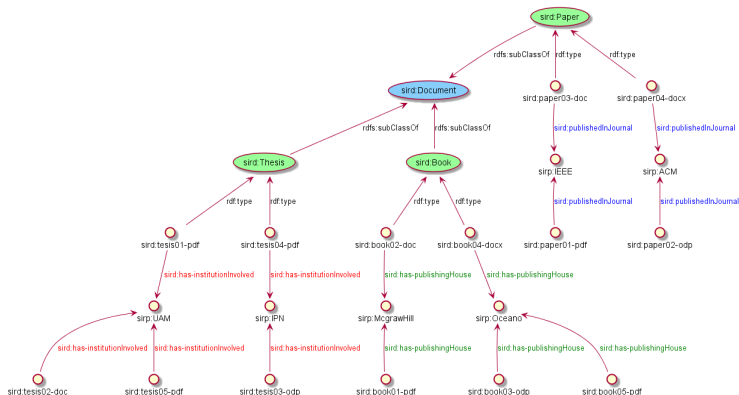 sird:Paper
rdfs:subClassOf
rdf:type
rdf:type
sird:Document
sird:paper03-doc
sird:paper04-docx
rdfs:subClassOf
rdfs:subClassOf
sird:publishedInJournal
sird:publishedInJournal
sird:Thesis
sird:Book
sirp:IEEE
sirp:ACM
rdf:type
rdf:type
rdf:type
rdf:type
sird:publishedInJournal
sird:publishedInJournal
sird:tesis01-pdf
sird:tesis04-pdf
sird:book02-doc
sird:book04-docx
sird:paper01-pdf
sird:paper02-odp
sird:has-institutionInvolved
sird:has-institutionInvolved
sird:has-publishingHouse
sird:has-publishingHouse
sirp:UAM
sirp:IPN
sirp:McgrawHill
sirp:Oceano
sird:has-institutionInvolved
sird:has-institutionInvolved
sird:has-institutionInvolved
sird:has-publishingHouse
sird:has-publishingHouse
sird:has-publishingHouse
sird:tesis02-doc
sird:tesis05-pdf
sird:tesis03-odp
sird:book01-pdf
sird:book03-odp
sird:book05-pdf